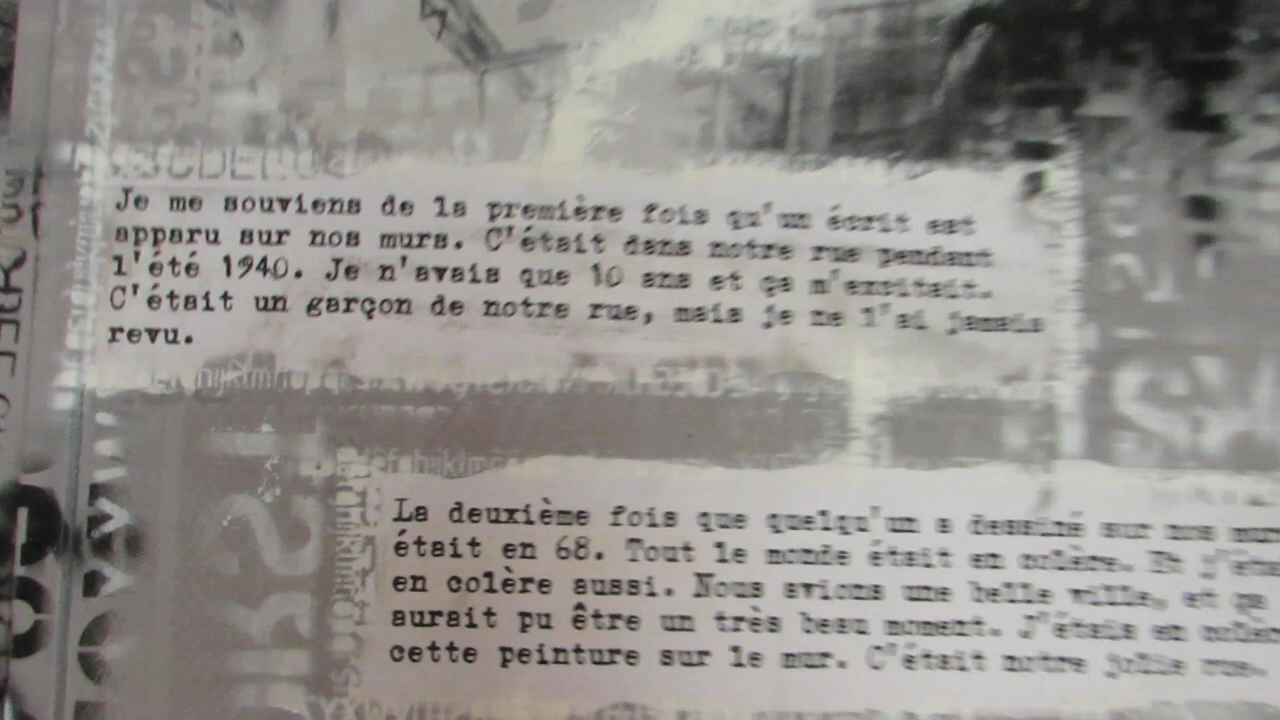 Je me souviens de la première fois qu'un écrit est
apparu sur nos murs. C'était dans notre rue pendant
l'été 1940. Je n'avais que 10 ans et ça m'excitait.
C'était un garçon de notre rue, mais je ne l'ai jamais
revu.
La deuxième fois que quelqu'un a dessiné sur nos murs
était en 68. Tout le monde était en colère. Et j'étais
en colère aussi. Nous avions une belle ville, et ça
aurait pu être un très beau moment. J'étais en colère
cette peinture sur le mur. C'était notre jolie rue.